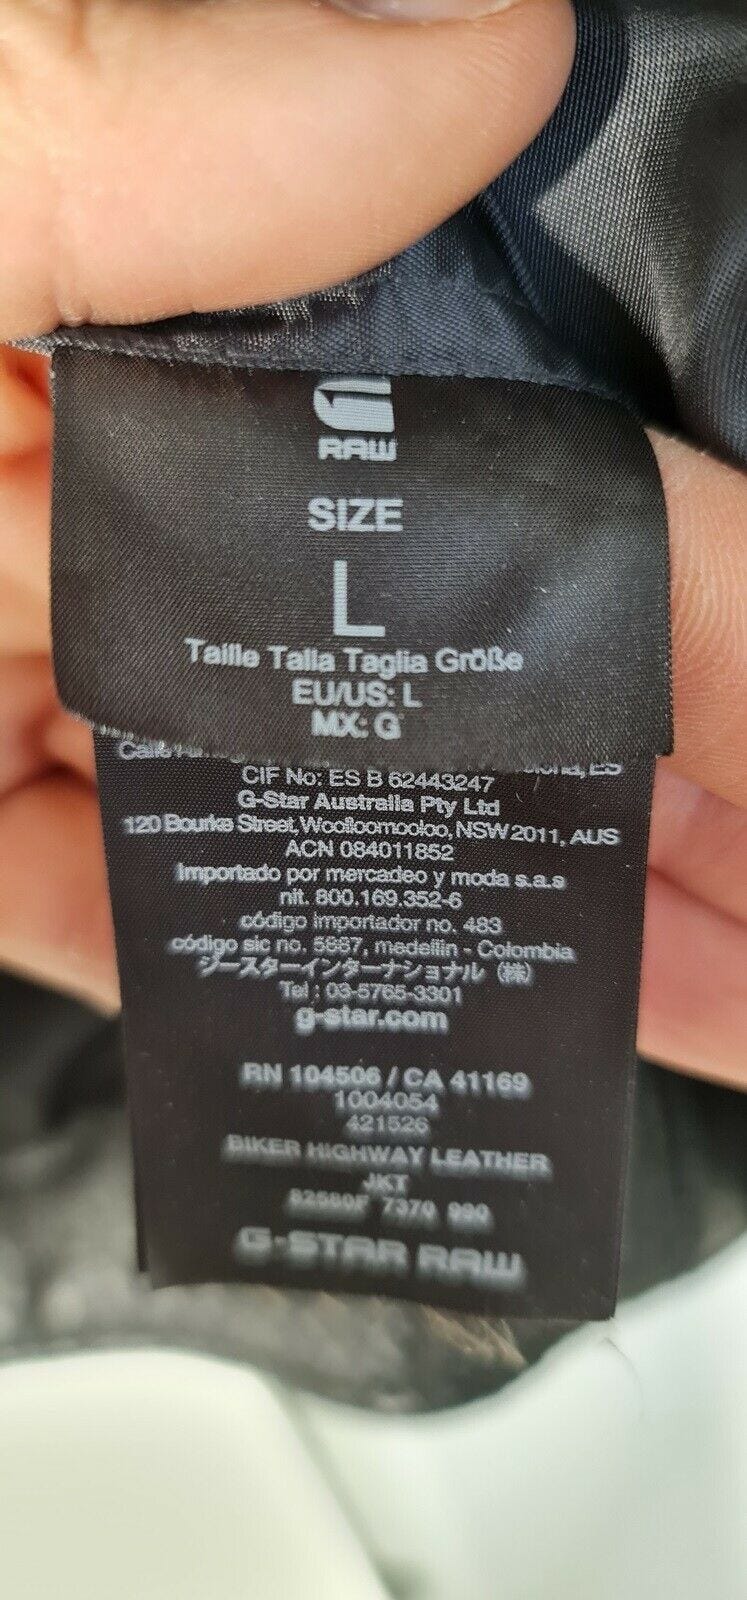 RAW
SIZE
L
Taille Talla Taglia Größe
EU/US: L
MX: G
ES
CIF No: ES B 62443247
G-Star Australia Pty Ltd
120 Bourke Street, Woolloomooloo, NSW 2011, AUS
ACN 084011852
Importado por mercadeo y moda s.a.s
nit. 800.169.352-6
código importador no. 483
código sic no. 5887, medellin - Colombia
ジースターインターナショナル (株)
Tel : 03-5765-3301
g-star.com
RN 104506 / CA 41169
1004054
421526
BIKER HIGHWAY LEATHER
JKT
82580F 7370 990
G-STAR RAW